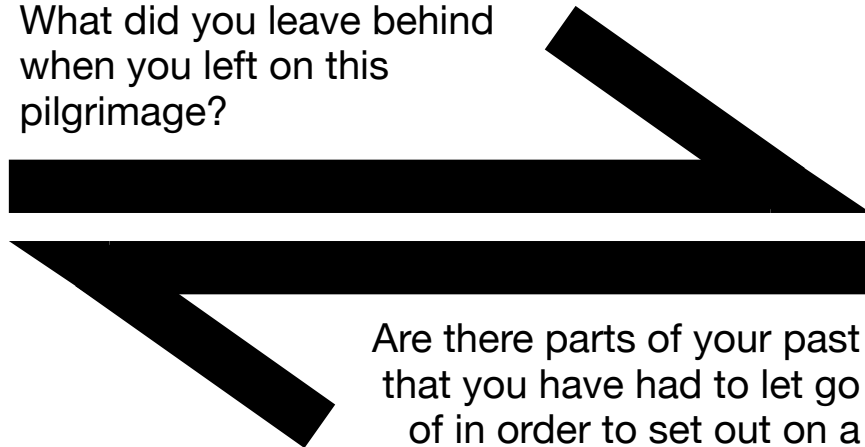 What did you leave behind
when you left on this
pilgrimage?
Are there parts of your past
that you have had to let go
of in order to set out on a